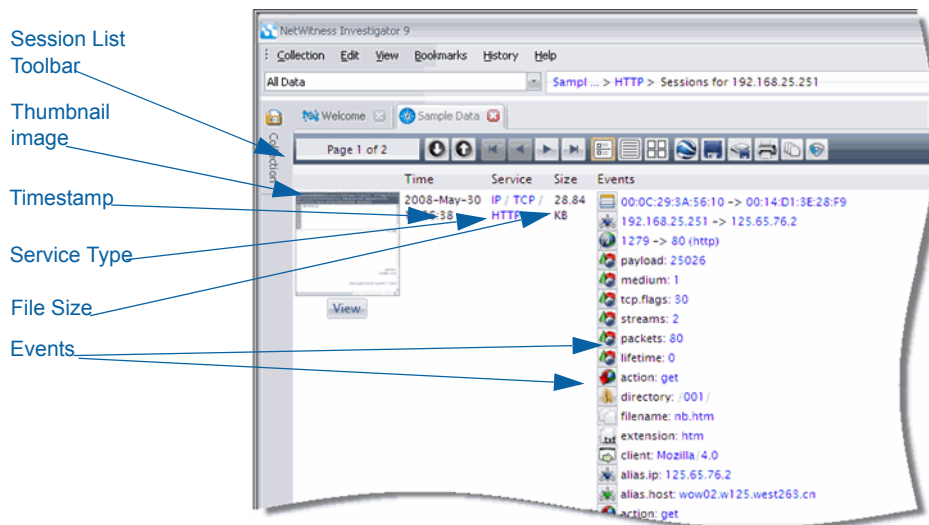 Session List
Toolbar
Thumbnail
image
Timestamp
Service Type
File Size
Events
NetWitness Investigator 9
Collection Edit View Bookmarks History Help
All Data
Sampl ... > HTTP > Sessions for 192.168.25.251
Welcome
Sample Data
Collection
Page 1 of 2
Time Service Size Events
2008-May-30 IP / TCP / 28.84
:38 HTTP KB
View
00:0C:29:3A:56:10 -> 00:14:D1:3E:28:F9
192.168.25.251 -> 125.65.76.2
1279 -> 80 (http)
payload: 25026
medium: 1
tcp.flags: 30
streams: 2
packets: 80
lifetime: 0
action: get
directory: /001/
filename: nb.htm
.txt
extension: htm
client: Mozilla/4.0
alias.ip: 125.65.76.2
alias.host: wow02.w125.west263.cn
action: get